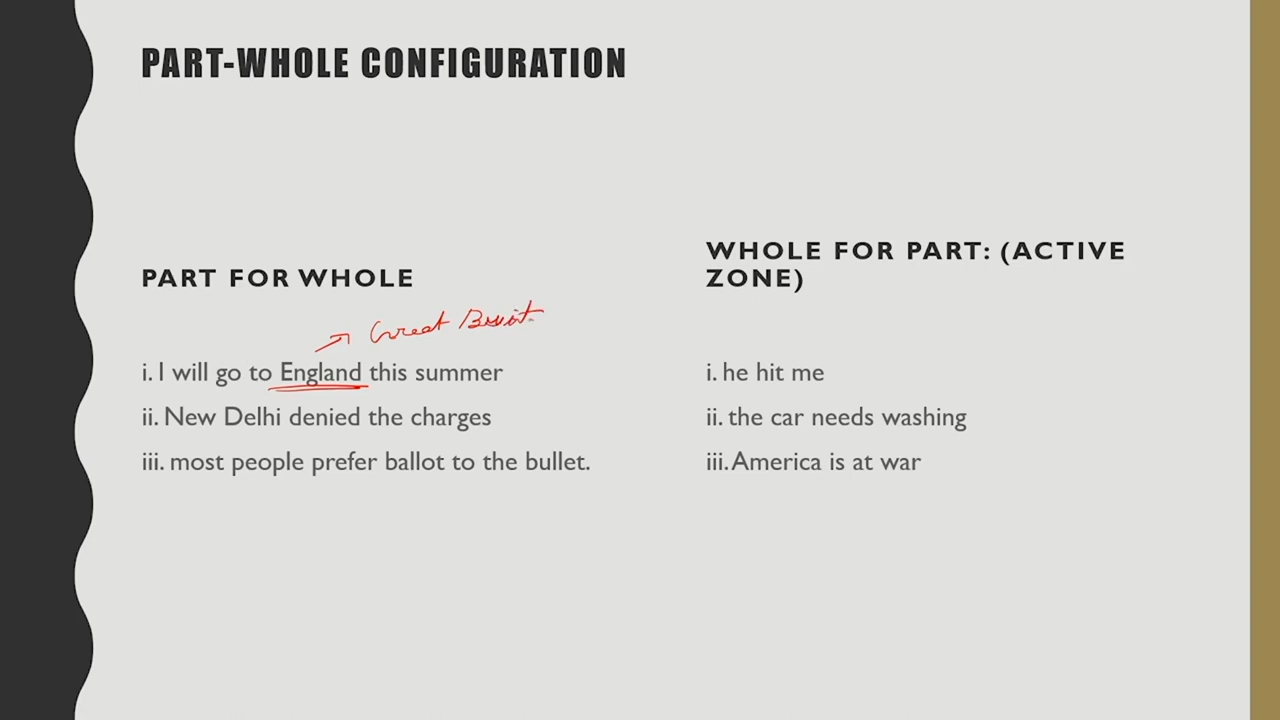 PART-WHOLE CONFIGURATION
PART FOR WHOLE
Great
i. I will go to England this summer
ii. New Delhi denied the charges
iii. most people prefer ballot to the bullet.
WHOLE FOR PART: (ACTIVE
ZONE)
i. he hit me
ii. the car needs washing
iii. America is at war